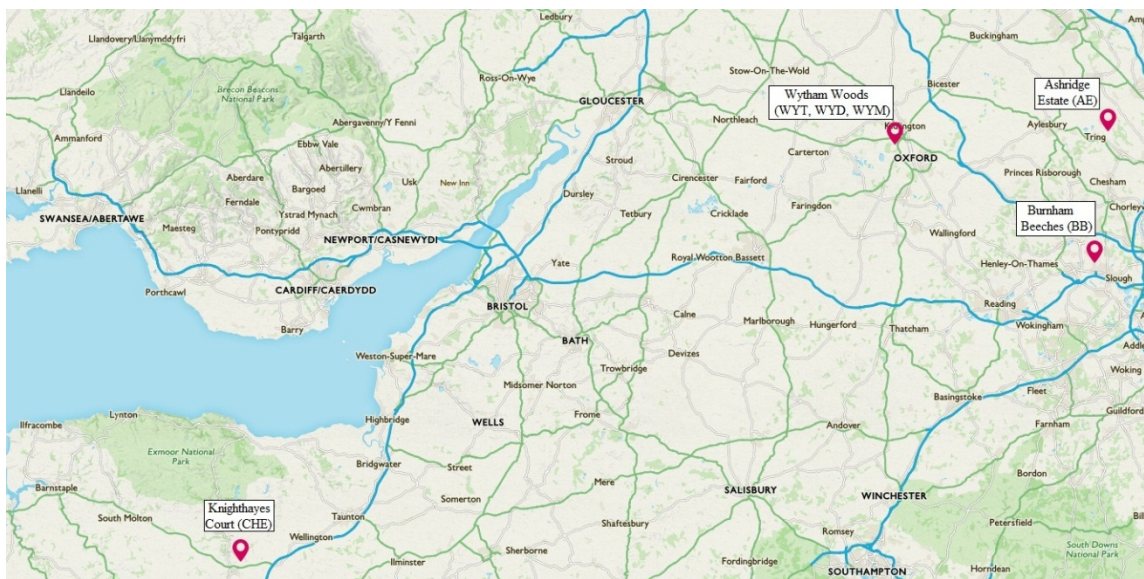 Ledbury
Buckingham
Am
Llandovery/Llanymddyfri
Talgarth
Stow-On-The-Wold
Ross-On-Wye
Llandeilo
Brecon Beacons
National Park
GLOUCESTER
Wytham Woods
(WYT, WYD, WYM)
Bicester
Ashridge
Estate (AE)
Abergavenny/Y Fenni
Northleach
Aylesbury
Tring
Ammanford
Ebbw Vale
Carterton
OXFORD
Abertillery
Stroud
Aberdare
Bargoed
Usk
New Inn
Cirencester
Fairford
Princes Risborough
Chesham
Llanelli
Ferndale
Cwmbran
Dursley
Faringdon
Chorley
SWANSEA/ABERTAWE
Ystrad Mynach
Tetbury
Cricklade
Burnham
Beeches (BB)
Maesteg
Pontypridd
NEWPORT/CASNEWYDI
Wallingford
Yate
Royal Wootton Bassett
Henley-On-Thames
Slough
Porthcawl
CARDIFF/CAERDYDD
BRISTOL
Reading
Barry
Calne
Marlborough
Hungerford
Thatcham
Wokingham
BATH
Addle
Weston-Super-Mare
Devizes
Trowbridge
Woking
Midsomer Norton
Basingstoke
Fleet
Lynton
Highbridge
WELLS
Frome
Guildford
Ilfracombe
Andover
Farnham
Exmoor National
Park
Bridgwater
Street
Bordon
Barnstaple
Mere
SALISBURY
WINCHESTER
Knighthayes
Court (CHE)
Somerton
South Molton
Taunton
Shaftesbury
Petersfield
Bil
Wellington
Romsey
Ilminster
Sherborne
Fordingbridge
South Downs
National Park
SOUTHAMPTON
Horndean